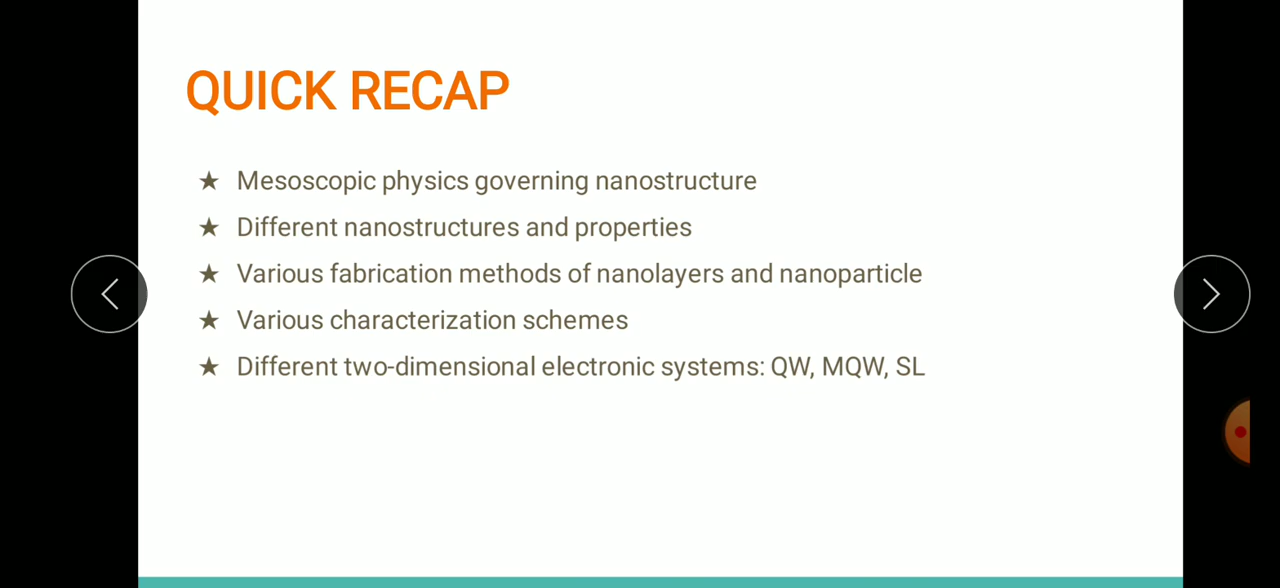 QUICK RECAP
★ Mesoscopic physics governing nanostructure
★ Different nanostructures and properties
★ Various fabrication methods of nanolayers and nanoparticle
★ Various characterization schemes
★ Different two-dimensional electronic systems: QW, MQW, SL